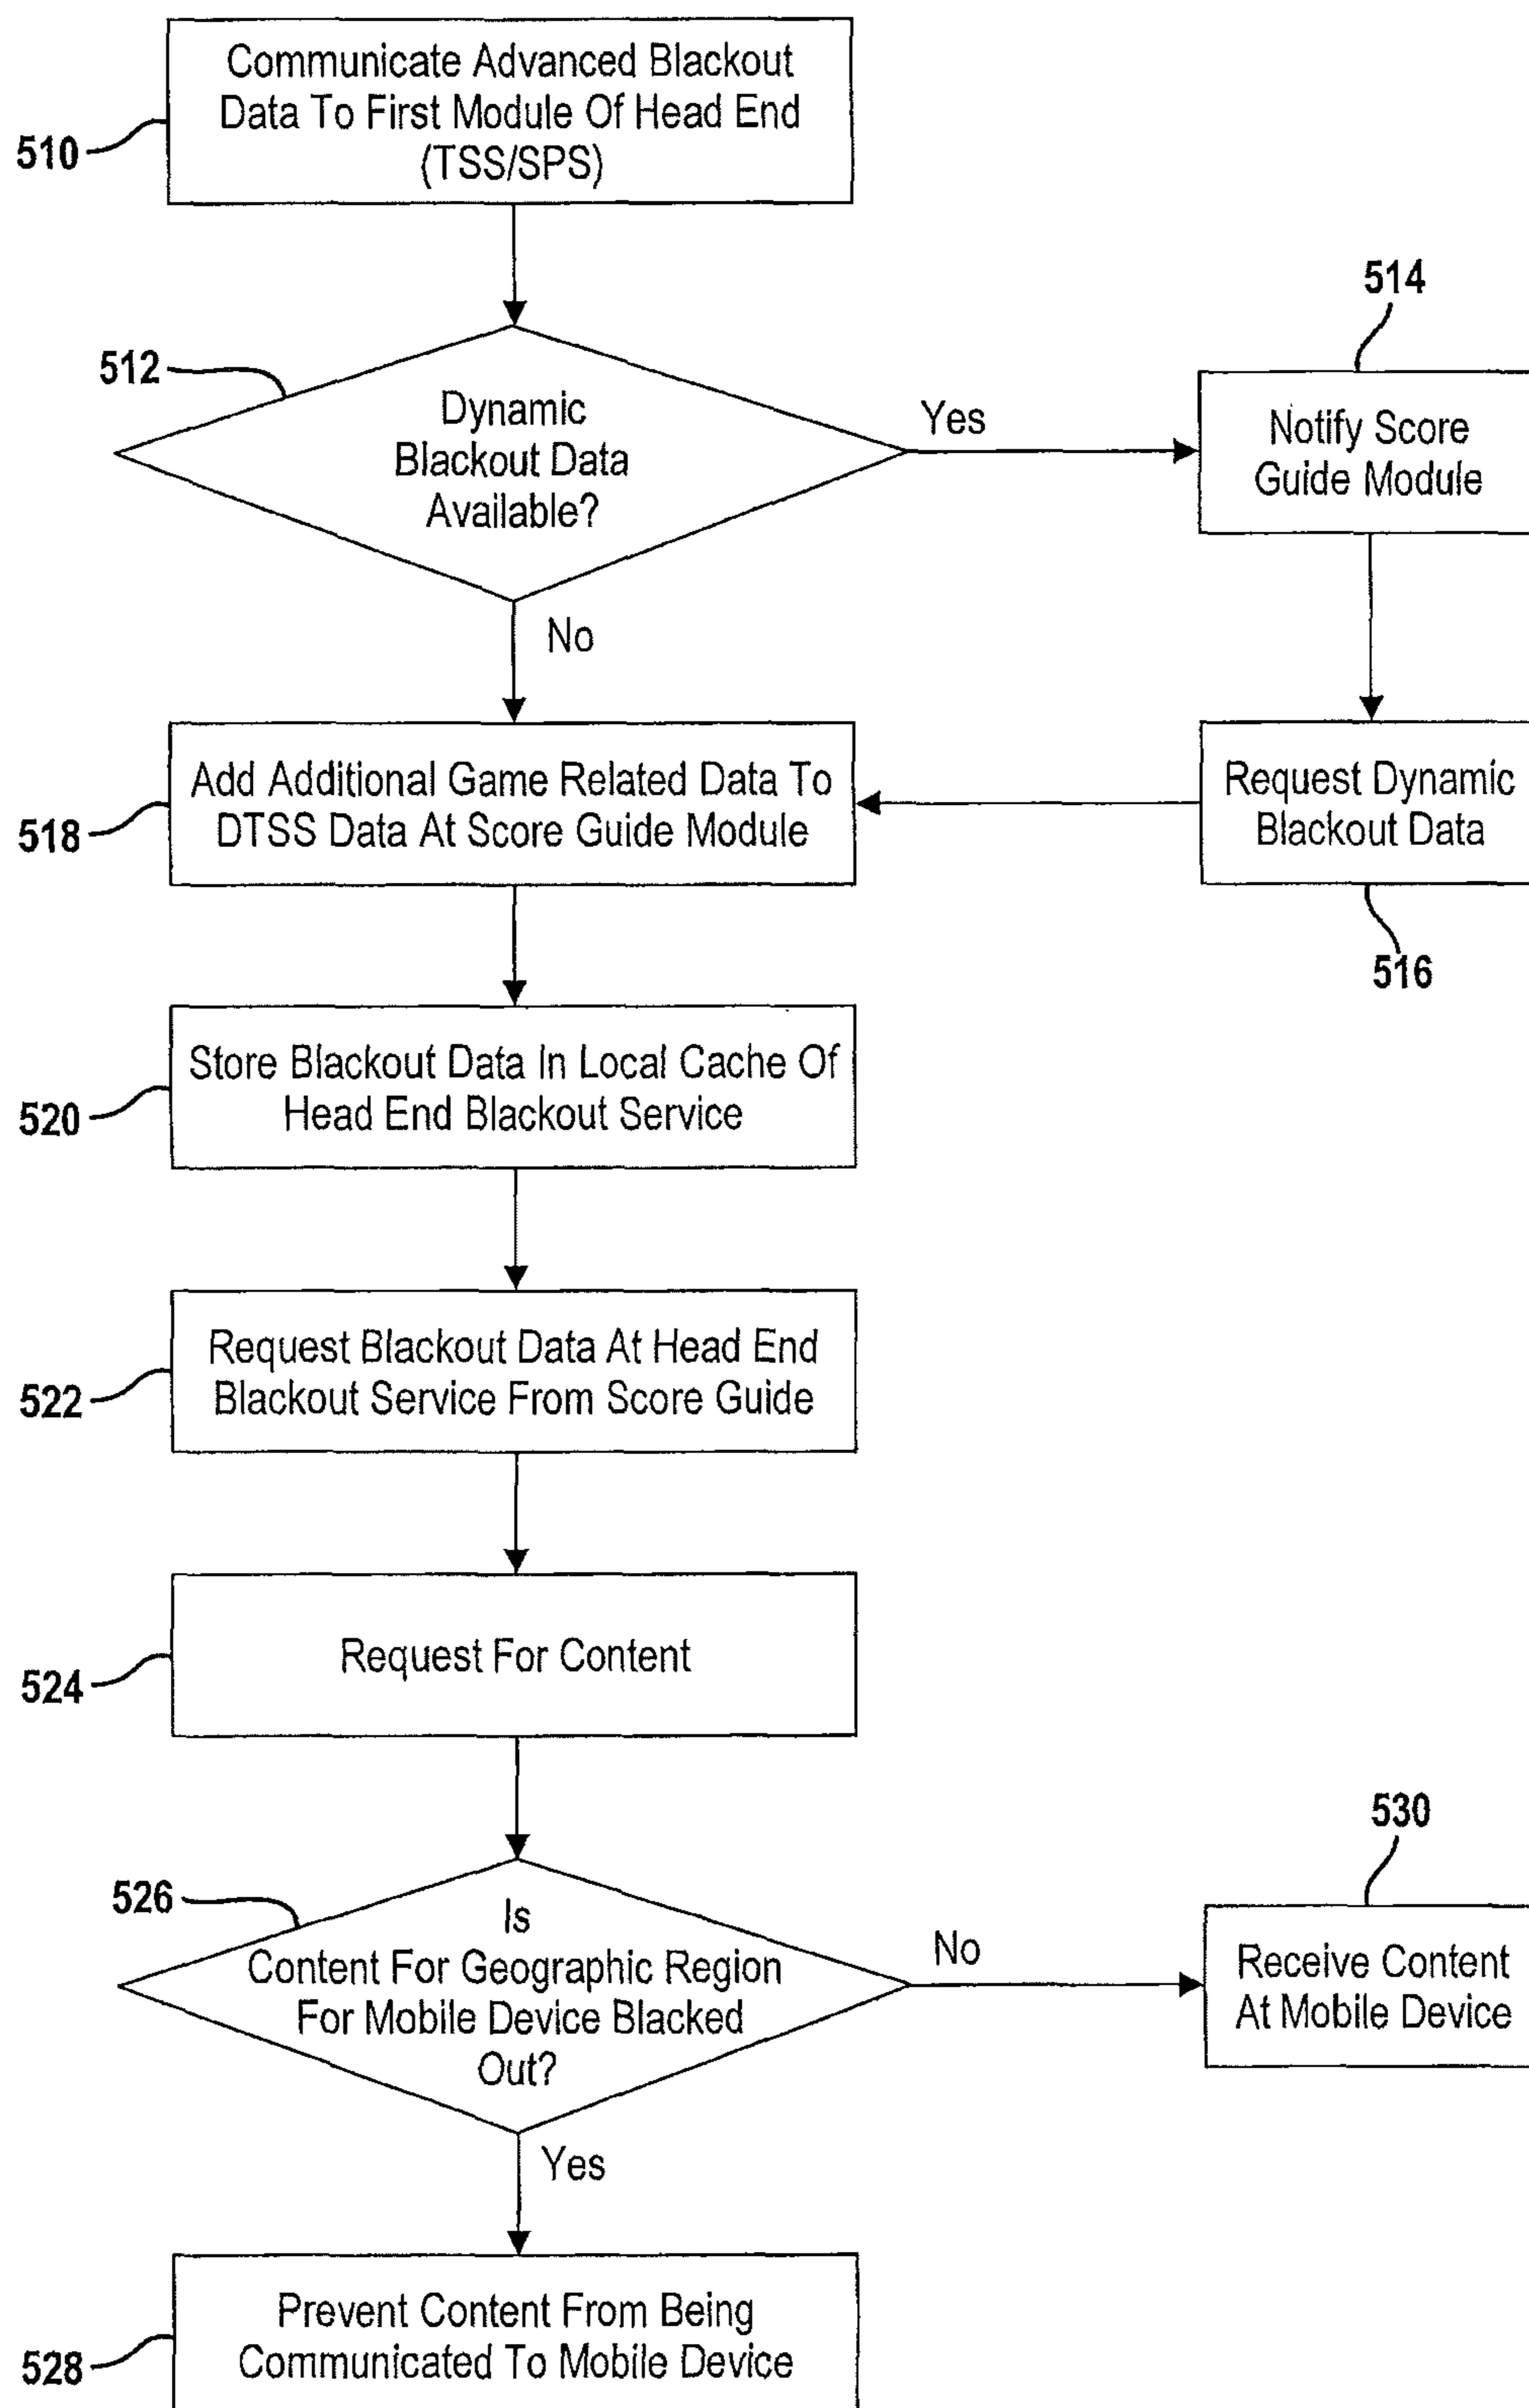 Communicate Advanced Blackout
Data To First Module Of Head End
(TSS/SPS)
510
512
Dynamic
Blackout Data
Available?
Yes
514
Notify Score
Guide Module
No
Request Dynamic
Blackout Data
516
Add Additional Game Related Data To
DTSS Data At Score Guide Module
518
Store Blackout Data In Local Cache Of
Head End Blackout Service
520
Request Blackout Data At Head End
Blackout Service From Score Guide
522
Request For Content
524
526
Is
Content For Geographic Region
For Mobile Device Blacked
Out?
No
530
Receive Content
At Mobile Device
Yes
Prevent Content From Being
Communicated To Mobile Device
528